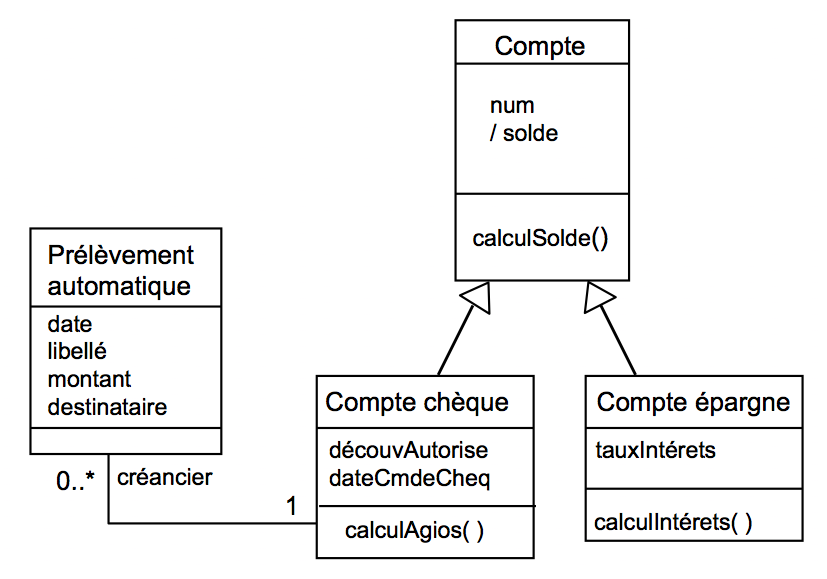 Compte
num
/ solde
calculSolde()
Prélèvement
automatique
date
libellé
montant
destinataire
0..*
créancier
1
Compte chèque
découvAutorise
dateCmdeCheq
calculAgios( )
Compte épargne
tauxIntérets
calculIntérets( )